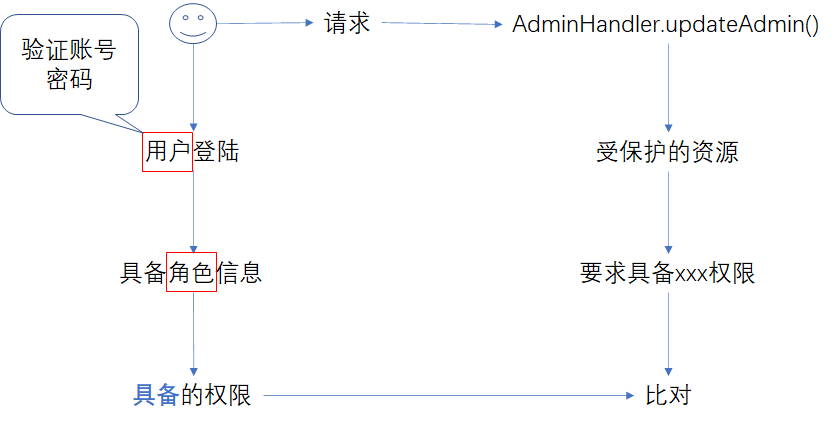 请求
AdminHandler.updateAdmin()
验证账号
密码
用户登陆
受保护的资源
具备角色信息
要求具备xxx权限
具备的权限
比对